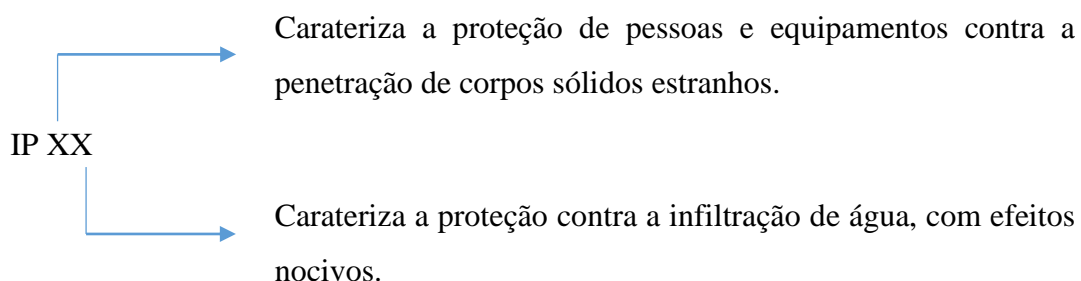 Carateriza a proteção de pessoas e equipamentos contra a
penetração de corpos sólidos estranhos.
IP XX
Carateriza a proteção contra a infiltração de água, com efeitos
nocivos.